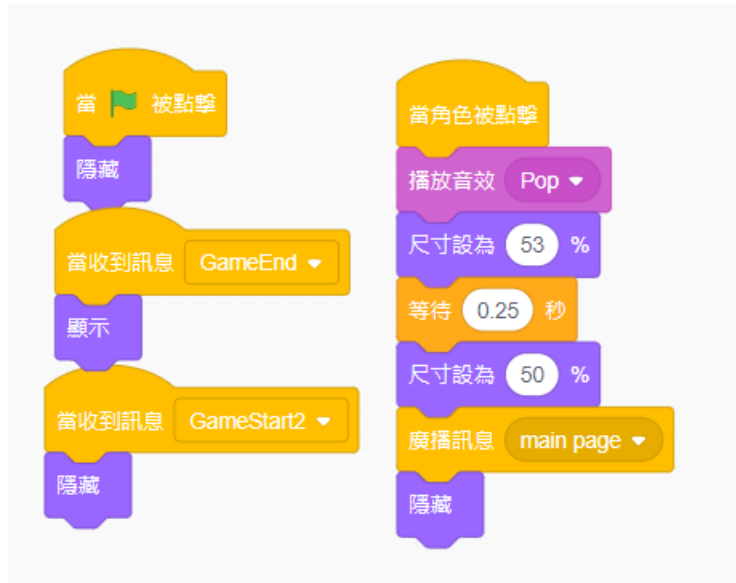 當 被點擊
隱藏
當收到訊息 GameEnd
顯示
當收到訊息 GameStart2
隱藏
當角色被點擊
播放音效 Pop
尺寸設為 53 %
等待 0.25 秒
尺寸設為 50 %
廣播訊息 main page
隱藏